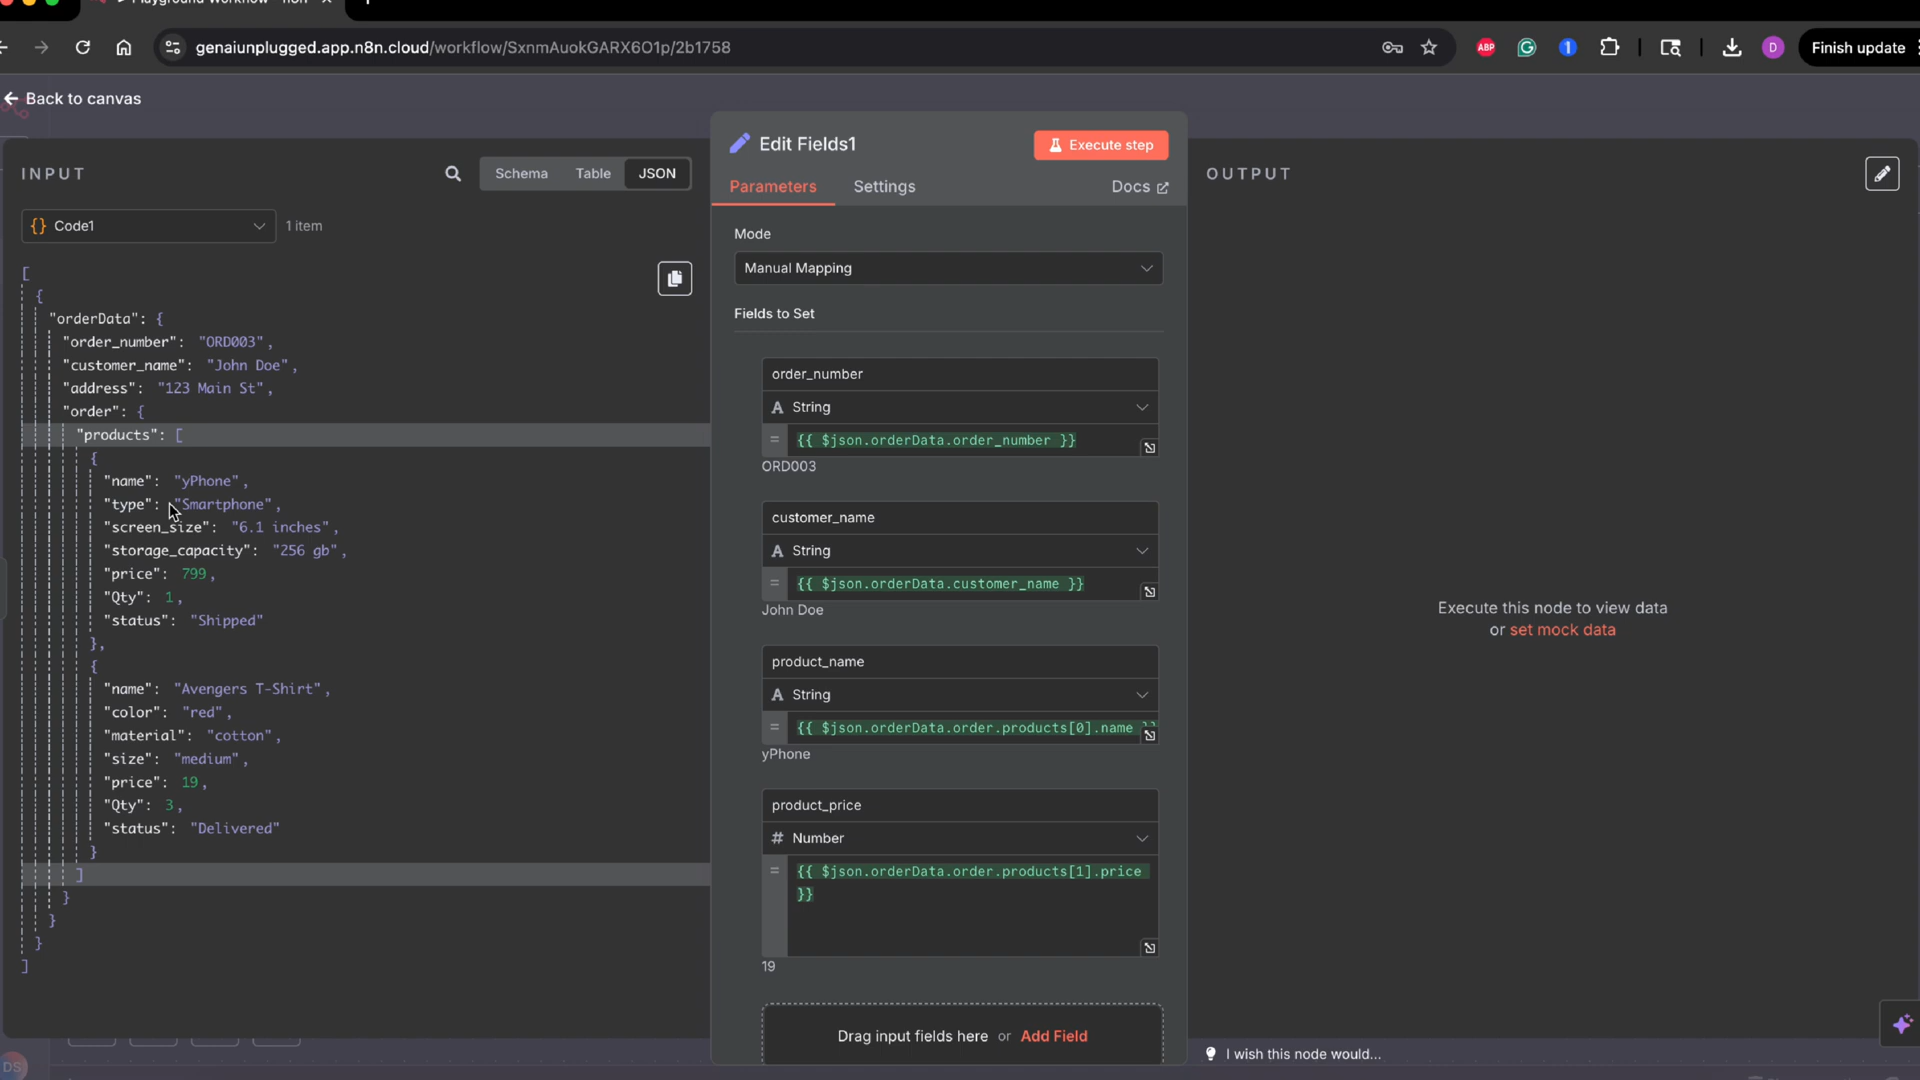 Playground Workflow - n8n
genaiunplugged.app.n8n.cloud/workflow/SxnmAuokGARX6O1p/2b1758
ABP
1
D
Finish update
Back to canvas
INPUT
Schema
Table
JSON
Code1
1 item
[
{
"orderData": {
"order_number": "ORD003",
"customer_name": "John Doe",
"address": "123 Main St",
"order": {
"products": [
{
"name": "yPhone",
"type": "Smartphone",
"screen_size": "6.1 inches",
"storage_capacity": "256 gb",
"price": 799,
"Qty": 1,
"status": "Shipped"
},
{
"name": "Avengers T-Shirt",
"color": "red",
"material": "cotton",
"size": "medium",
"price": 19,
"Qty": 3,
"status": "Delivered"
}
]
}
}
}
]
DS
Edit Fields1
Execute step
Parameters
Settings
Docs
Mode
Manual Mapping
Fields to Set
order_number
A String
= {{ $json.orderData.order_number }}
ORD003
customer_name
A String
= {{ $json.orderData.customer_name }}
John Doe
product_name
A String
= {{ $json.orderData.order.products[0].name }}
yPhone
product_price
# Number
= {{ $json.orderData.order.products[1].price
}}
19
Drag input fields here or Add Field
OUTPUT
Execute this node to view data
or set mock data
I wish this node would...